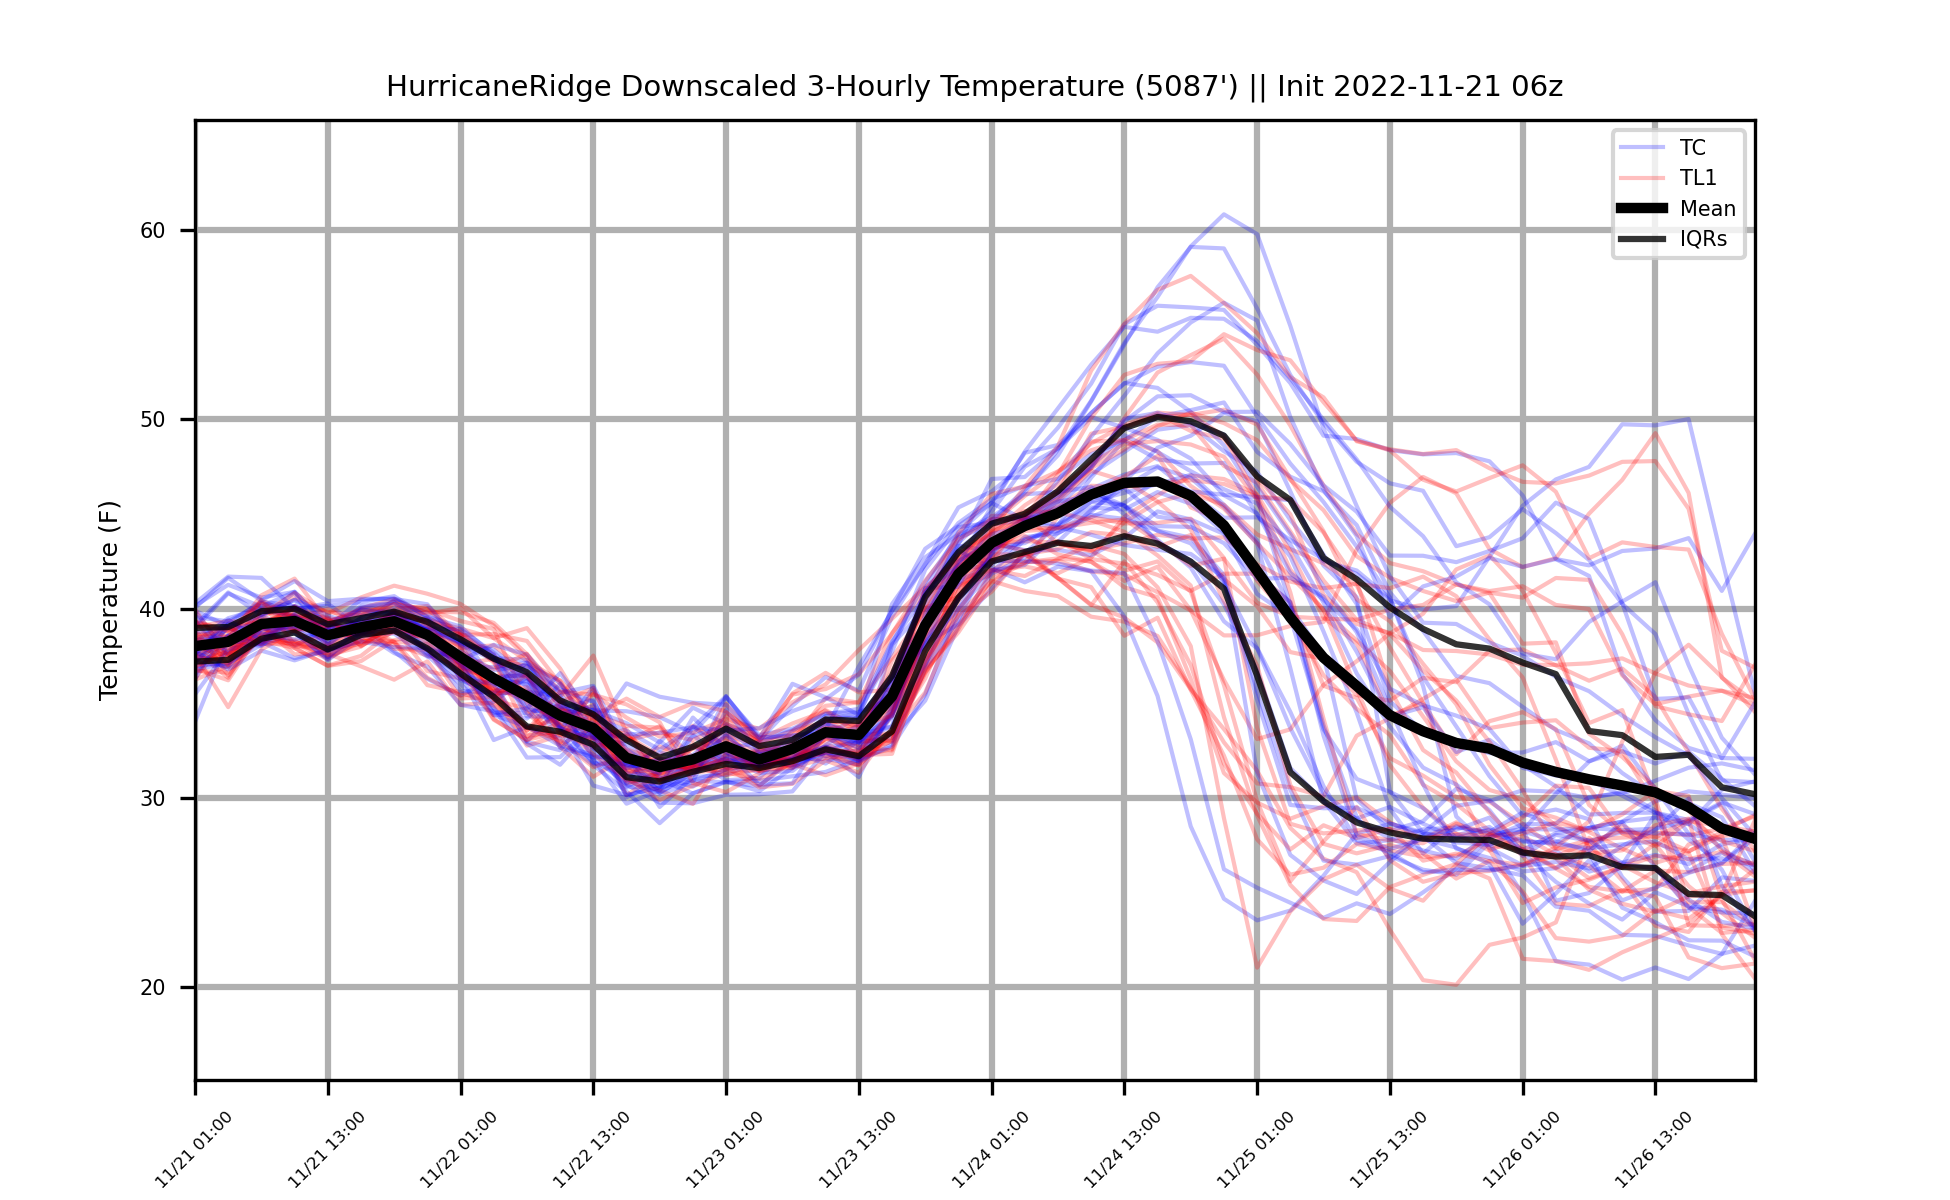 HurricaneRidge Downscaled 3-Hourly Temperature (5087') || Init 2022-11-21 06z
TC
TL1
Mean
IQRs
Temperature (F)
60
50
40
30
20
11/21 01:00
11/21 13:00
11/22 01:00
11/22 13:00
11/23 01:00
11/23 13:00
11/24 01:00
11/24 13:00
11/25 01:00
11/25 13:00
11/26 01:00
11/26 13:00